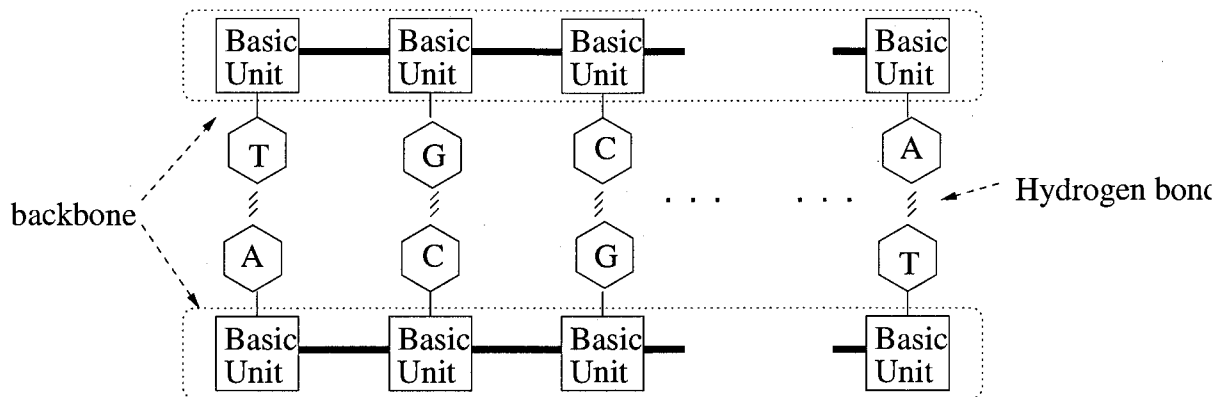 Basic Unit
Basic Unit
Basic Unit
Basic Unit
T
G
C
A
backbone
. . .
. . .
Hydrogen bond
A
C
G
T
Basic Unit
Basic Unit
Basic Unit
Basic Unit